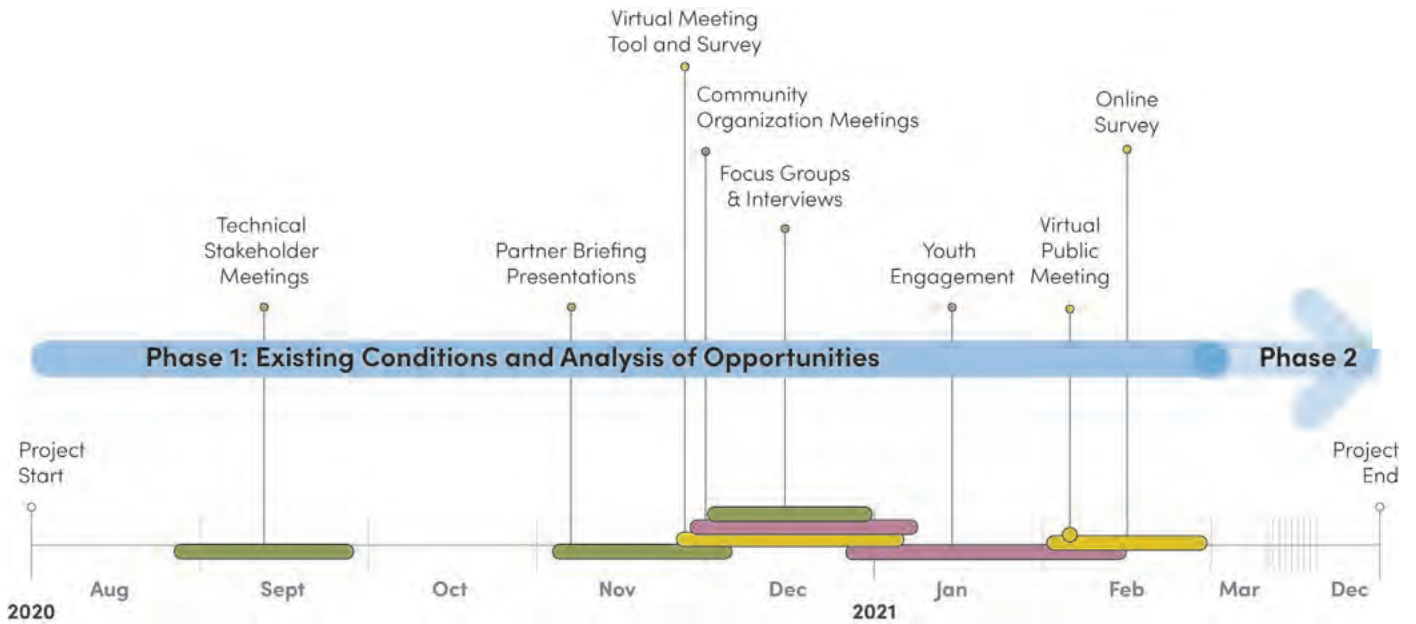 Virtual Meeting
Tool and Survey
Community
Organization Meetings
Online
Survey
Focus Groups
& Interviews
Technical
Stakeholder
Meetings
Partner Briefing
Presentations
Youth
Engagement
Virtual
Public
Meeting
Phase 1: Existing Conditions and Analysis of Opportunities
Phase 2
Project
Start
Project
End
Aug
Sept
Oct
Nov
Dec
Jan
Feb
Mar
Dec
2020
2021